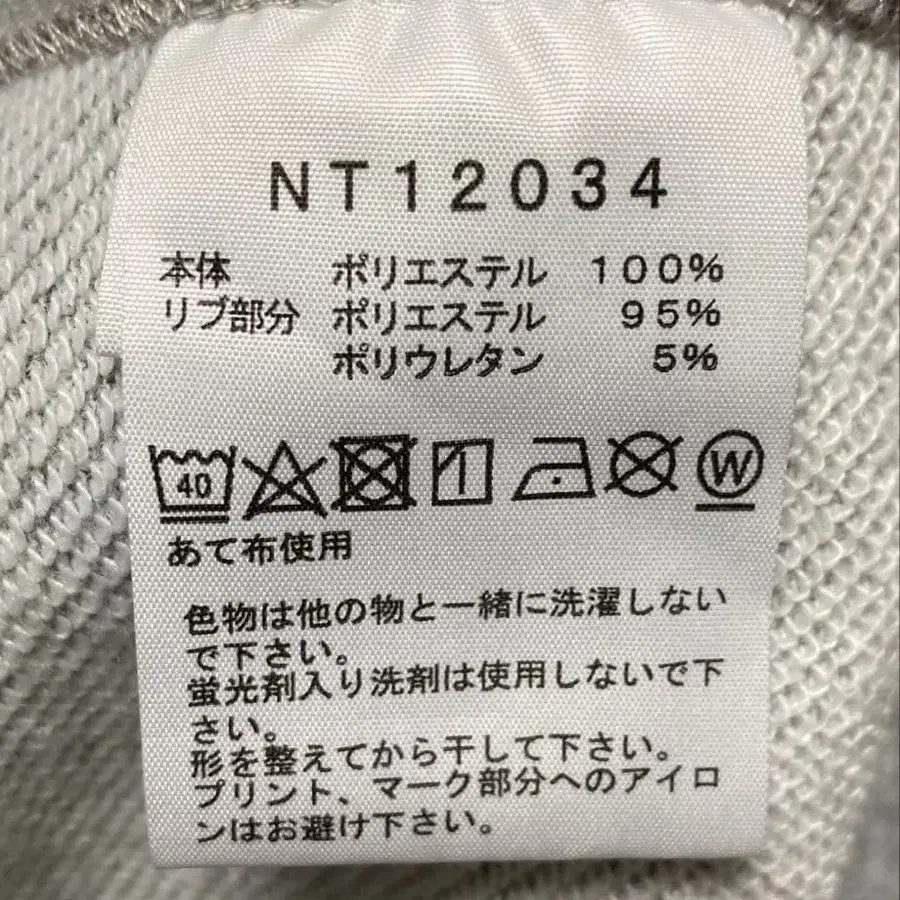 NT12034
本体 ポリエステル 100%
リブ部分 ポリエステル 95%
ポリウレタン 5%
40 W
あて布使用
色物は他の物と一緒に洗濯しない
で下さい。
蛍光剤入り洗剤は使用しないで下
さい。
形を整えてから干して下さい。
プリント、マーク部分へのアイロ
ンはお避け下さい。